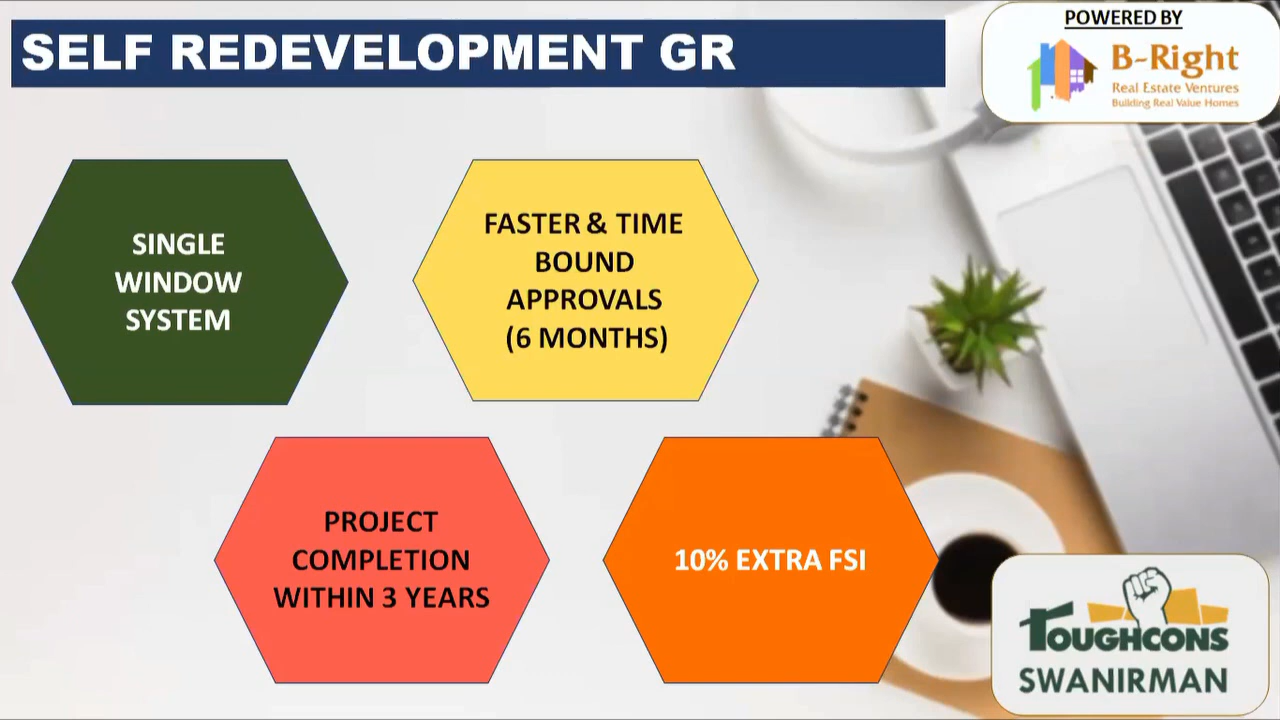 SELF REDEVELOPMENT GR
POWERED BY
B-Right
Real Estate Ventures
Building Real Value Homes
SINGLE
WINDOW
SYSTEM
FASTER & TIME
BOUND
APPROVALS
(6 MONTHS)
PROJECT
COMPLETION
WITHIN 3 YEARS
10% EXTRA FSI
TOUGHCONS
SWANIRMAN